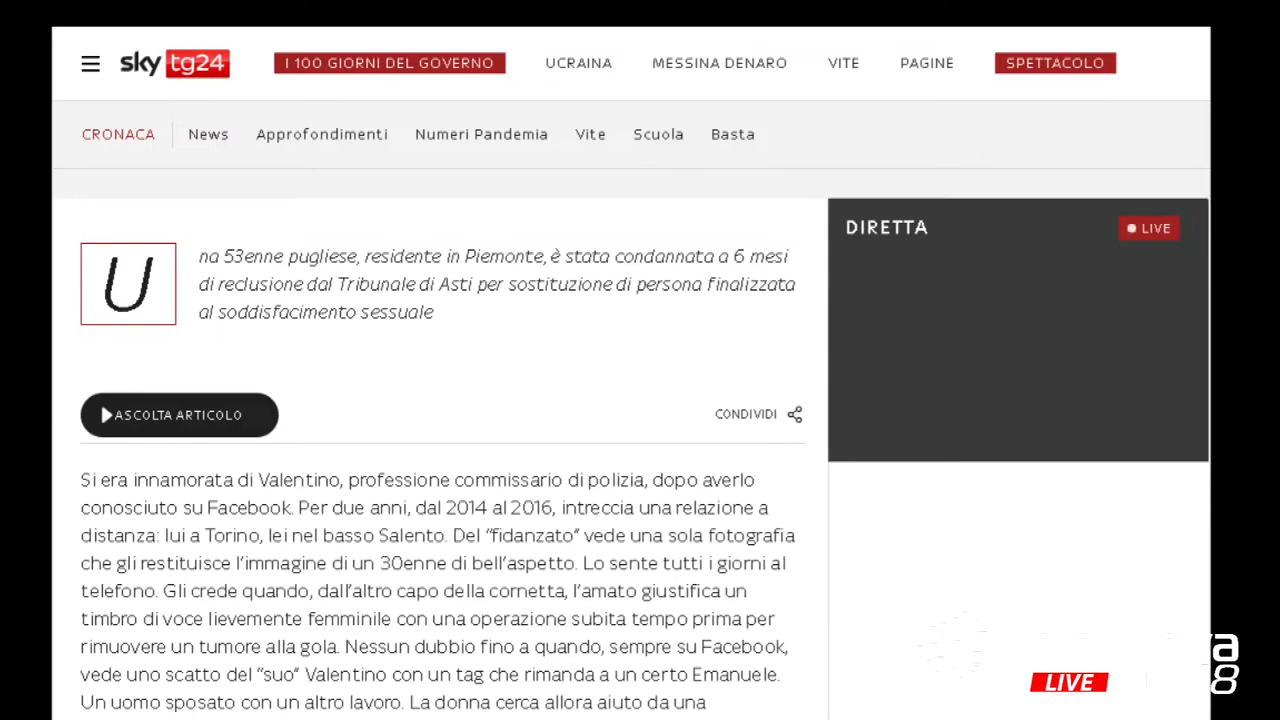 sky tg24
I 100 GIORNI DEL GOVERNO
UCRAINA
MESSINA DENARO
VITE
PAGINE
SPETTACOLO
CRONACA
News
Approfondimenti
Numeri Pandemia
Vite
Scuola
Basta
DIRETTA
LIVE
U
na 53enne pugliese, residente in Piemonte, è stata condannata a 6 mesi
di reclusione dal Tribunale di Asti per sostituzione di persona finalizzata
al soddisfacimento sessuale
ASCOLTA ARTICOLO
CONDIVIDI
Si era innamorata di Valentino, professione commissario di polizia, dopo averlo
conosciuto su Facebook. Per due anni, dal 2014 al 2016, intreccia una relazione a
distanza: lui a Torino, lei nel basso Salento. Del “fidanzato” vede una sola fotografia
che gli restituisce l’immagine di un 30enne di bell’aspetto. Lo sente tutti i giorni al
telefono. Gli crede quando, dall’altro capo della cornetta, l’amato giustifica un
timbro di voce lievemente femminile con una operazione subita tempo prima per
rimuovere un tumore alla gola. Nessun dubbio fino a quando, sempre su Facebook,
vede uno scatto del “suo” Valentino con un tag che rimanda a un certo Emanuele.
Un uomo sposato con un altro lavoro. La donna cerca allora aiuto da una
LIVE
8